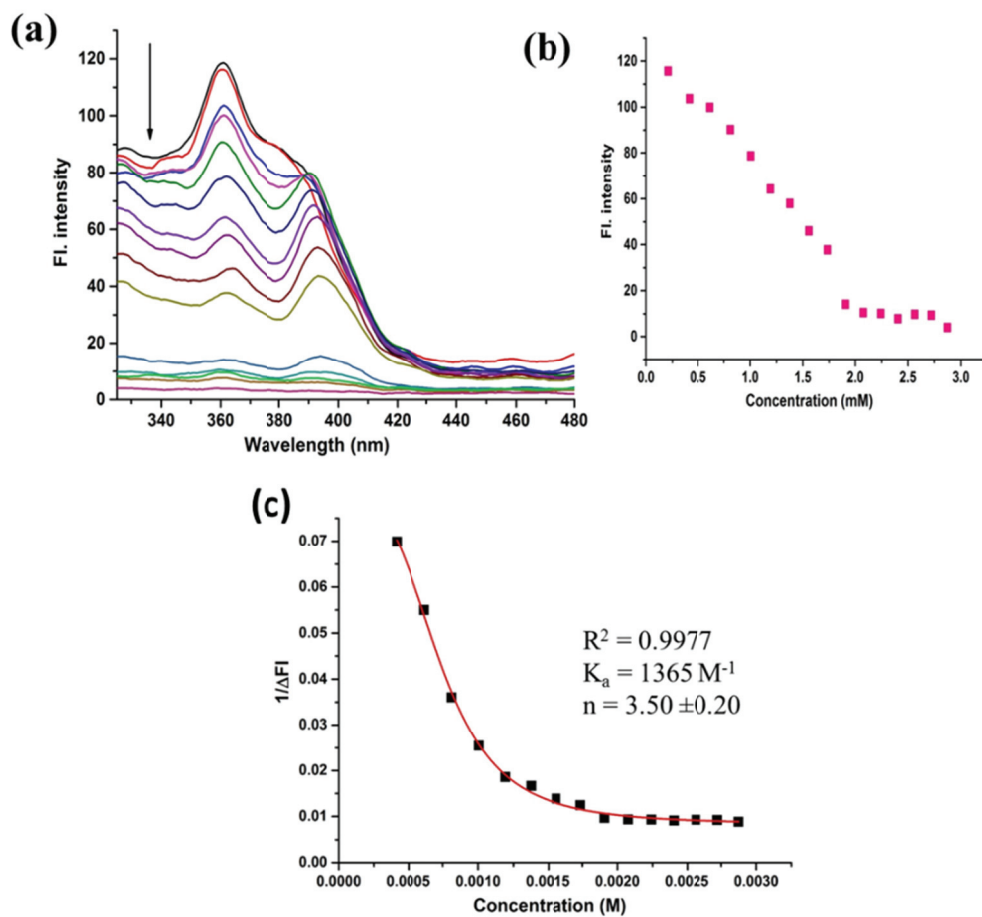 (a)
120
100
80
60
40
20
0
Fl. intensity
340 360 380 400 420 440 460 480
Wavelength (nm)
(b)
120
100
80
60
40
20
0
Fl. intensity
0.0 0.5 1.0 1.5 2.0 2.5 3.0
Concentration (mM)
(c)
0.07
0.06
0.05
0.04
0.03
0.02
0.01
0.00
1/ΔFI
R² = 0.9977
Kₐ = 1365 M⁻¹
n = 3.50 ±0.20
0.0000 0.0005 0.0010 0.0015 0.0020 0.0025 0.0030
Concentration (M)